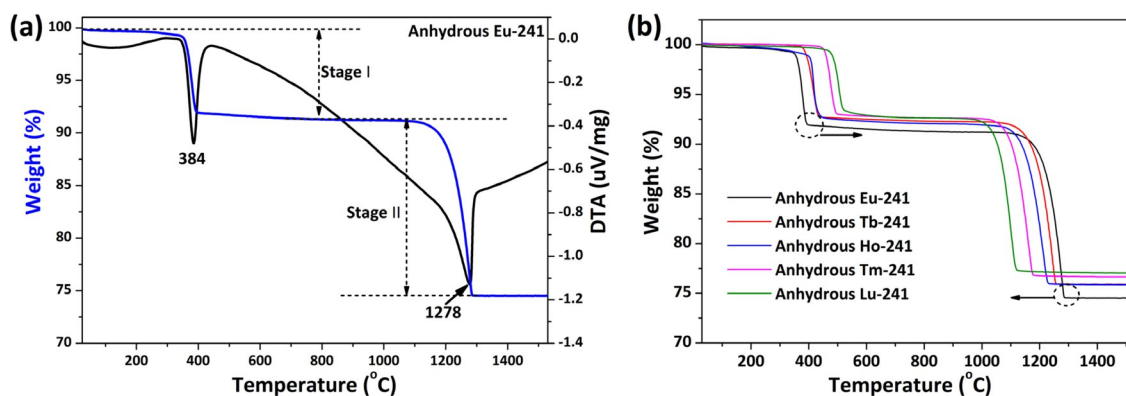 (a)
Anhydrous Eu-241
Stage I
Stage II
384
1278
Weight (%)
100
95
90
85
80
75
70
DTA (uV/mg)
0.0
-0.2
-0.4
-0.6
-0.8
-1.0
-1.2
-1.4
200 400 600 800 1000 1200 1400
Temperature (°C)
(b)
Weight (%)
100
95
90
85
80
75
70
Anhydrous Eu-241
Anhydrous Tb-241
Anhydrous Ho-241
Anhydrous Tm-241
Anhydrous Lu-241
200 400 600 800 1000 1200 1400
Temperature (°C)